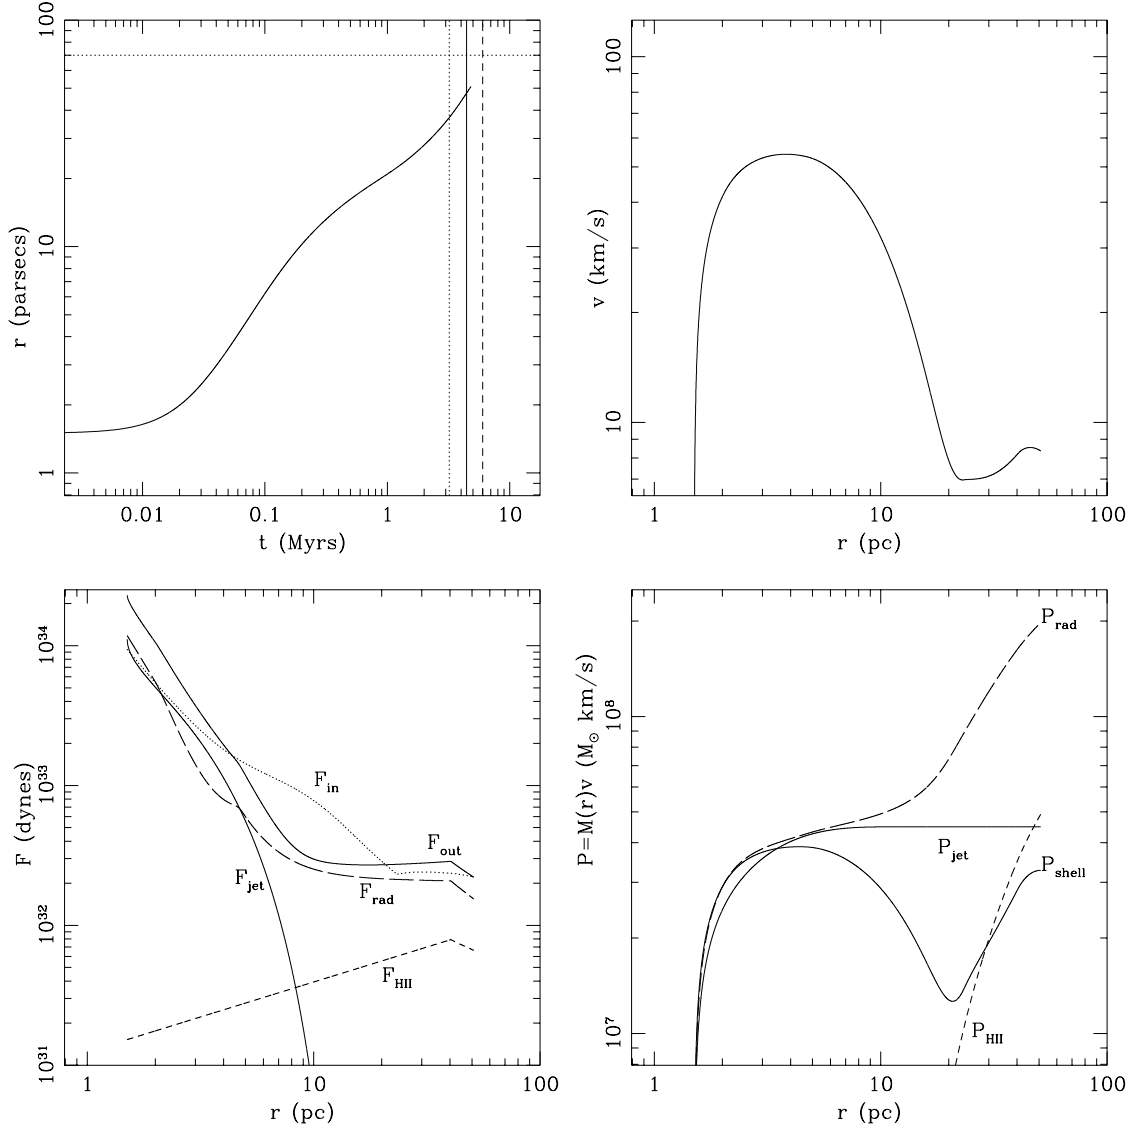 100
10
1
r (parsecs)
0.01 0.1 1 10
t (Myrs)
100
10
v (km/s)
1 10 100
r (pc)
10^34
10^33
10^32
10^31
F (dynes)
F_in
F_out
F_jet
F_rad
F_HII
1 10 100
r (pc)
10^8
10^7
P=M(r)v (M_⊙ km/s)
P_rad
P_jet
P_shell
P_HII
1 10 100
r (pc)